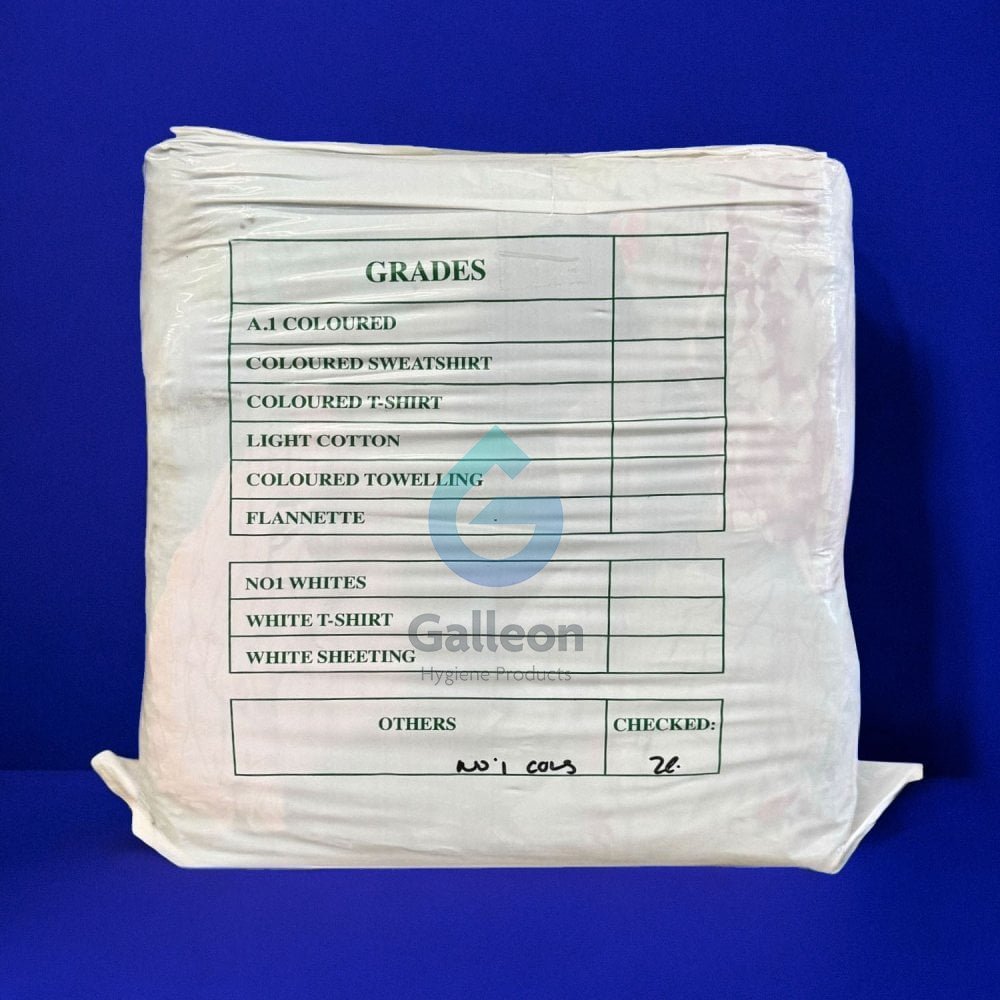 GRADES
A.1 COLOURED
COLOURED SWEATSHIRT
COLOURED T-SHIRT
LIGHT COTTON
COLOURED TOWELLING
FLANNETTE
NO1 WHITES
WHITE T-SHIRT
WHITE SHEETING
Galleon
Hygiene Products
OTHERS
CHECKED:
NO'1 COLS